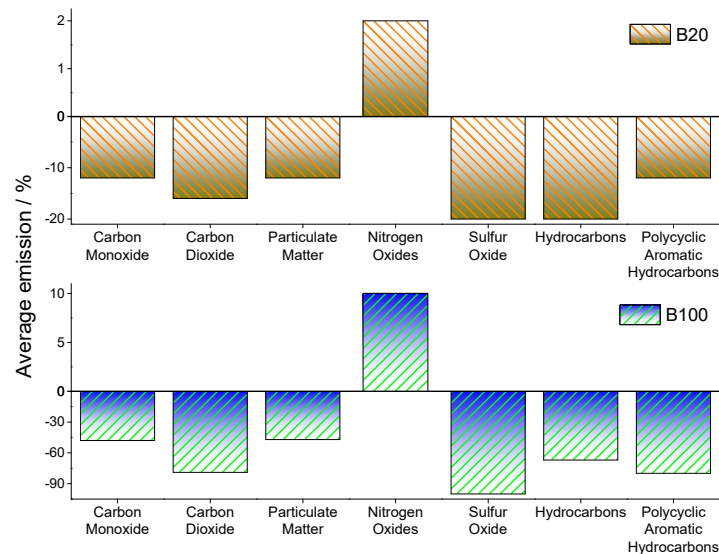 Average emission / %
B20
2
1
0
0
-10
-20
Carbon
Monoxide
Carbon
Dioxide
Particulate
Matter
Nitrogen
Oxides
Sulfur
Oxide
Hydrocarbons
Polycyclic
Aromatic
Hydrocarbons
B100
10
5
0
0
-30
-60
-90
Carbon
Monoxide
Carbon
Dioxide
Particulate
Matter
Nitrogen
Oxides
Sulfur
Oxide
Hydrocarbons
Polycyclic
Aromatic
Hydrocarbons